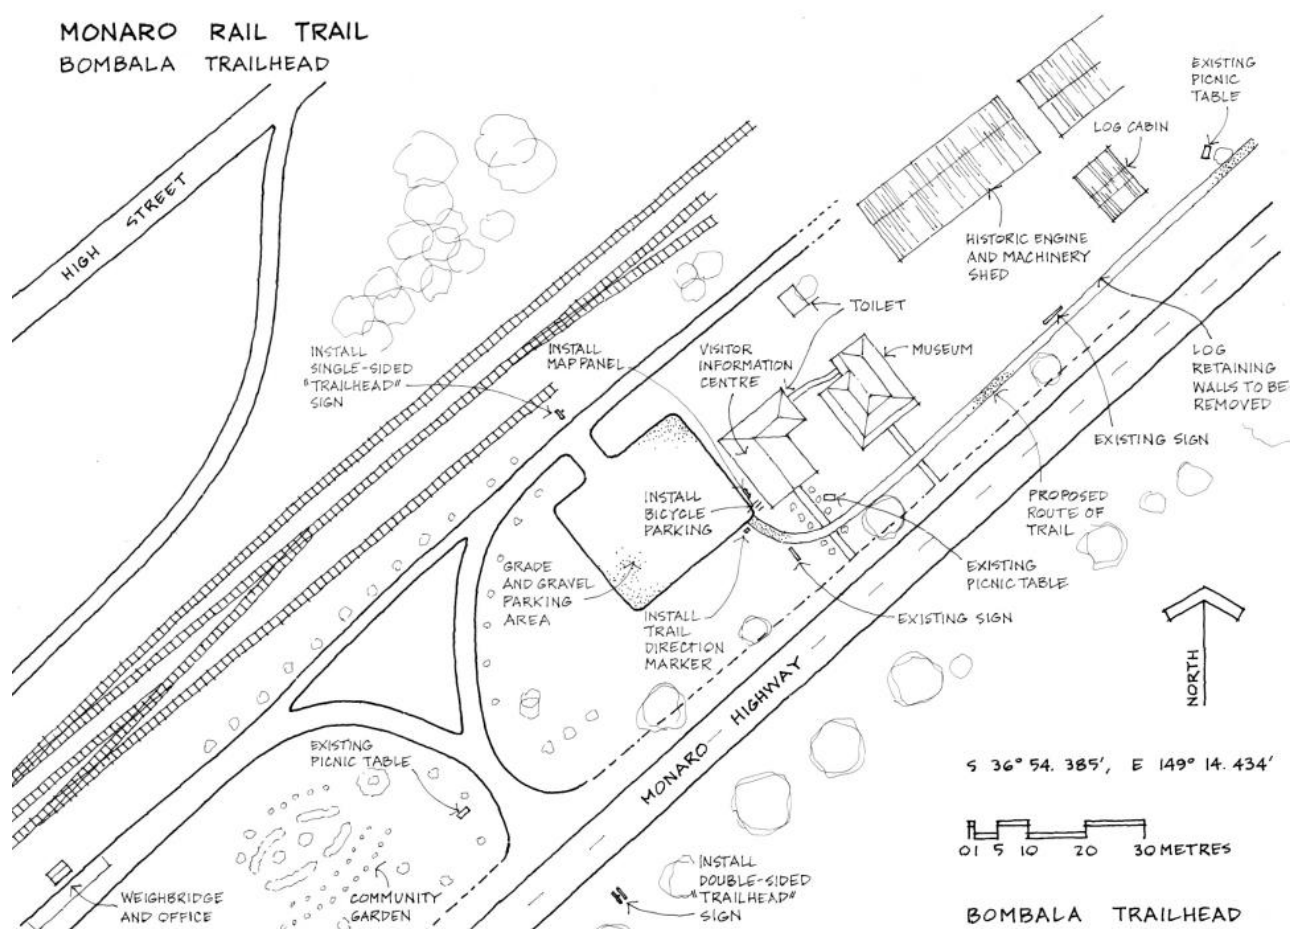 MONARO RAIL TRAIL
BOMBALA TRAILHEAD
EXISTING
PICNIC
TABLE
LOG CABIN
HIGH STREET
HISTORIC ENGINE
AND MACHINERY
SHED
TOILET
INSTALL
SINGLE-SIDED
"TRAILHEAD"
SIGN
INSTALL
MAP PANEL
VISITOR
INFORMATION
CENTRE
MUSEUM
LOG
RETAINING
WALLS TO BE
REMOVED
EXISTING SIGN
INSTALL
BICYCLE
PARKING
PROPOSED
ROUTE OF
TRAIL
GRADE
AND GRAVEL
PARKING
AREA
EXISTING
PICNIC TABLE
INSTALL
TRAIL
DIRECTION
MARKER
EXISTING SIGN
NORTH
MONARO HIGHWAY
EXISTING
PICNIC TABLE
S 36° 54. 385', E 149° 14. 434'
0 1 5 10 20 30 METRES
WEIGHBRIDGE
AND OFFICE
COMMUNITY
GARDEN
INSTALL
DOUBLE-SIDED
"TRAILHEAD"
SIGN
BOMBALA TRAILHEAD